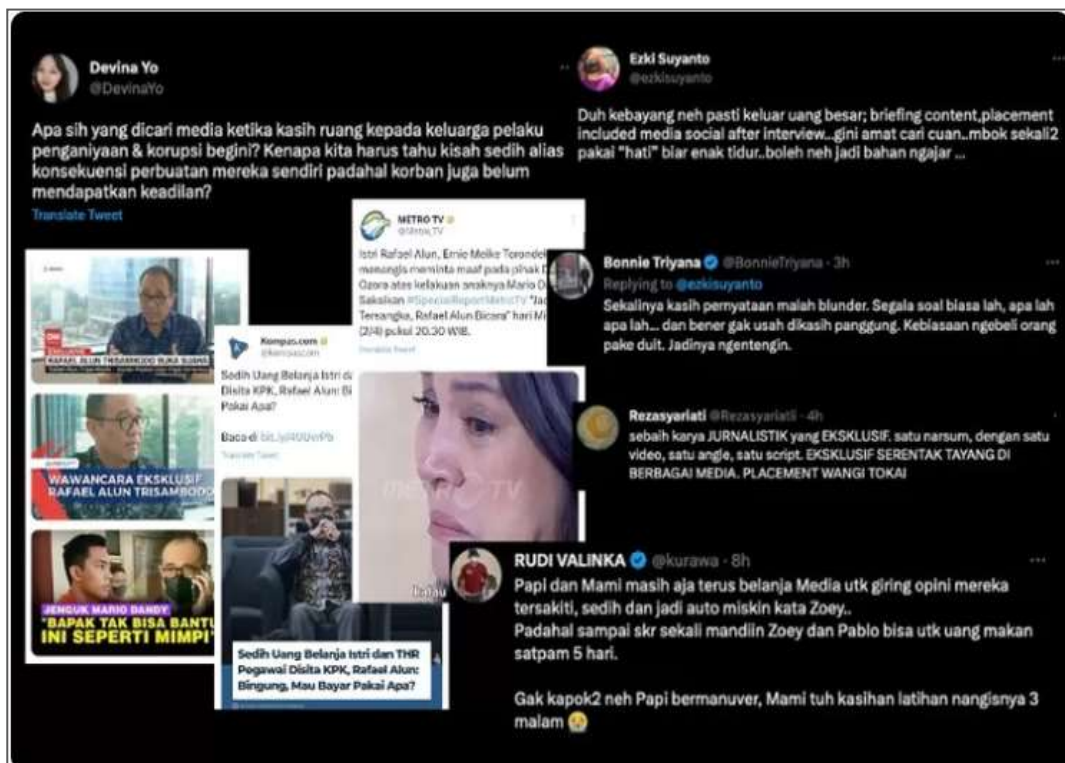 Devina Yo
@DevinaYo
Apa sih yang dicari media ketika kasih ruang kepada keluarga pelaku
penganiyaan & korupsi begini? Kenapa kita harus tahu kisah sedih alias
konsekuensi perbuatan mereka sendiri padahal korban juga belum
mendapatkan keadilan?
Translate Tweet
EXCLUSIVE
RAFAEL ALUN TRISAMBODO BUKA SUARA
WAWANCARA EKSKLUSIF
RAFAEL ALUN TRISAMBODO
JENGUK MARIO DANDY
"BAPAK TAK BISA BANTU
INI SEPERTI MIMPI"
Kompas.com
@kompascom
Sedih Uang Belanja Istri da
Disita KPK, Rafael Alun: Bi
Pakai Apa?
Baca di
Translate Tweet
Sedih Uang Belanja Istri dan THR
Pegawai Disita KPK, Rafael Alun:
Bingung, Mau Bayar Pakai Apa?
METRO TV
@Metro_TV
Istri Rafael Alun, Ernie Meike Torondek
menangis meminta maaf pada pihak D
Ozora atas kelakuan anaknya Mario D
Saksikan #SpecialReportMetroTV "Jad
Tersangka, Rafael Alun Bicara" hari Mi
(2/4) pukul 20.30 WIB.
Translate Tweet
METRO TV
Ezki Suyanto
@ezkisuyanto
Duh kebayang neh pasti keluar uang besar; briefing content,placement
included media social after interview...gini amat cari cuan..mbok sekali2
pakai "hati" biar enak tidur..boleh neh jadi bahan ngajar ...
Bonnie Triyana @BonnieTriyana · 3h
Replying to @ezkisuyanto
Sekalinya kasih pernyataan malah blunder. Segala soal biasa lah, apa lah
apa lah... dan bener gak usah dikasih panggung. Kebiasaan ngebeli orang
pake duit. Jadinya ngentengin.
Rezasyariati @Rezasyariatii · 4h
sebaih karya JURNALISTIK yang EKSKLUSIF. satu narsum, dengan satu
video, satu angle, satu script. EKSKLUSIF SERENTAK TAYANG DI
BERBAGAI MEDIA. PLACEMENT WANGI TOKAI
RUDI VALINKA @kurawa · 8h
Papi dan Mami masih aja terus belanja Media utk giring opini mereka
tersakiti, sedih dan jadi auto miskin kata Zoey..
Padahal sampai skr sekali mandiin Zoey dan Pablo bisa utk uang makan
satpam 5 hari.
Gak kapok2 neh Papi bermanuver, Mami tuh kasihan latihan nangisnya 3
malam 😭